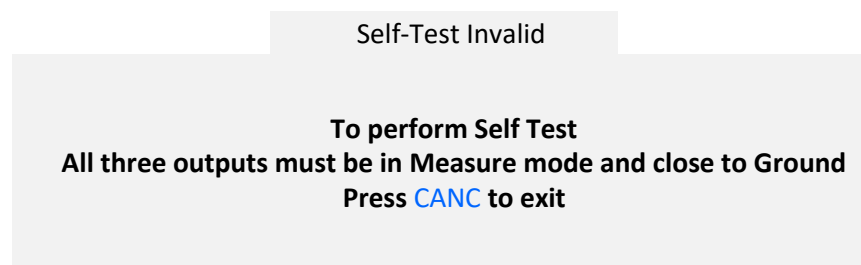 Self-Test Invalid
To perform Self Test
All three outputs must be in Measure mode and close to Ground
Press CANC to exit